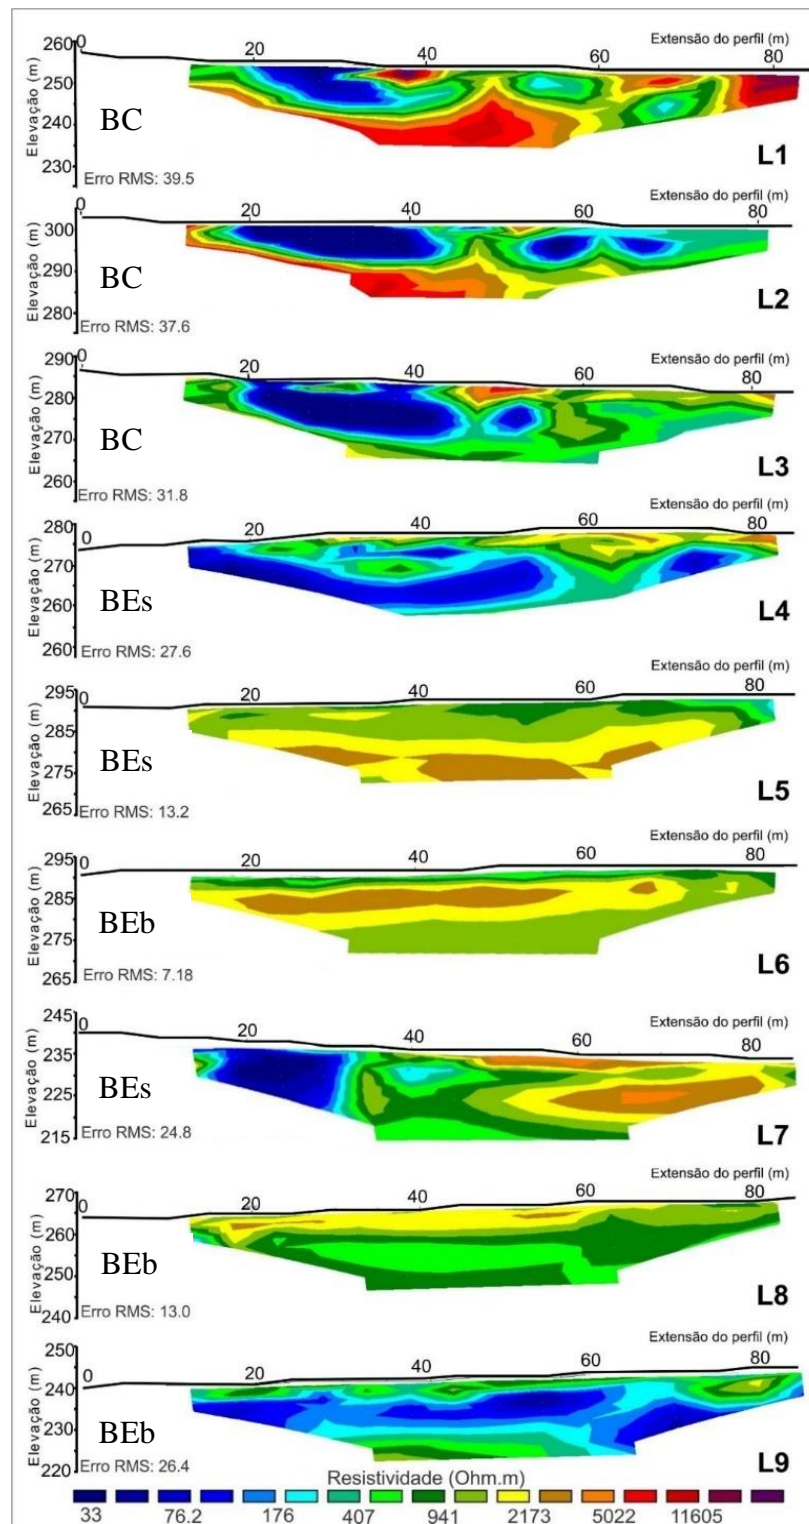 0 20 40 60 80 Extensão do perfil (m)
Elevação (m)
260
250
240
230
BC
Erro RMS: 39.5
L1
0 20 40 60 80 Extensão do perfil (m)
Elevação (m)
300
290
280
BC
Erro RMS: 37.6
L2
0 20 40 60 80 Extensão do perfil (m)
Elevação (m)
290
280
270
260
BC
Erro RMS: 31.8
L3
0 20 40 60 80 Extensão do perfil (m)
Elevação (m)
280
270
260
260
BEs
Erro RMS: 27.6
L4
0 20 40 60 80 Extensão do perfil (m)
Elevação (m)
295
285
275
265
BEs
Erro RMS: 13.2
L5
0 20 40 60 80 Extensão do perfil (m)
Elevação (m)
295
285
275
265
BEb
Erro RMS: 7.18
L6
0 20 40 60 80 Extensão do perfil (m)
Elevação (m)
245
235
225
215
BEs
Erro RMS: 24.8
L7
0 20 40 60 80 Extensão do perfil (m)
Elevação (m)
270
260
250
240
BEb
Erro RMS: 13.0
L8
0 20 40 60 80 Extensão do perfil (m)
Elevação (m)
250
240
230
220
BEb
Erro RMS: 26.4
L9
Resistividade (Ohm.m)
33 76.2 176 407 941 2173 5022 11605